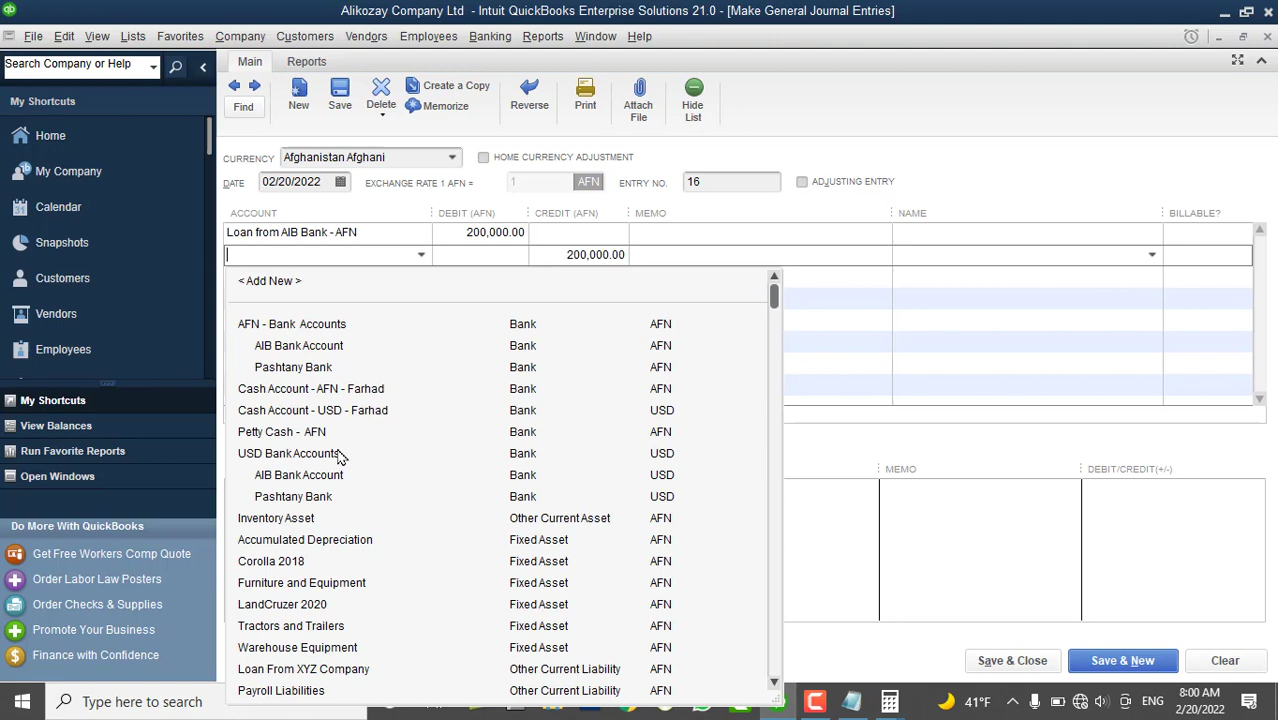 Alikozay Company Ltd - Intuit QuickBooks Enterprise Solutions 21.0 - [Make General Journal Entries]
File Edit View Lists Favorites Company Customers Vendors Employees Banking Reports Window Help
Search Company or Help
My Shortcuts
Home
My Company
Calendar
Snapshots
Customers
Vendors
Employees
My Shortcuts
View Balances
Run Favorite Reports
Open Windows
Do More With QuickBooks
Get Free Workers Comp Quote
Order Labor Law Posters
Order Checks & Supplies
Promote Your Business
Finance with Confidence
Main Reports
Find
New
Save
Delete
Create a Copy
Memorize
Reverse
Print
Attach File
Hide List
CURRENCY Afghanistan Afghani HOME CURRENCY ADJUSTMENT
DATE 02/20/2022 EXCHANGE RATE 1 AFN = 1 AFN ENTRY NO. 16 ADJUSTING ENTRY
ACCOUNT DEBIT (AFN) CREDIT (AFN) MEMO NAME BILLABLE?
Loan from AIB Bank - AFN 200,000.00
200,000.00
< Add New >
AFN - Bank Accounts Bank AFN
AIB Bank Account Bank AFN
Pashtany Bank Bank AFN
Cash Account - AFN - Farhad Bank AFN
Cash Account - USD - Farhad Bank USD
Petty Cash - AFN Bank AFN
USD Bank Accounts Bank USD
AIB Bank Account Bank USD
Pashtany Bank Bank USD
Inventory Asset Other Current Asset AFN
Accumulated Depreciation Fixed Asset AFN
Corolla 2018 Fixed Asset AFN
Furniture and Equipment Fixed Asset AFN
LandCruzer 2020 Fixed Asset AFN
Tractors and Trailers Fixed Asset AFN
Warehouse Equipment Fixed Asset AFN
Loan From XYZ Company Other Current Liability AFN
Payroll Liabilities Other Current Liability AFN
MEMO DEBIT/CREDIT(+/-)
Save & Close Save & New Clear
Type here to search
41°F
ENG
8:00 AM
2/20/2022